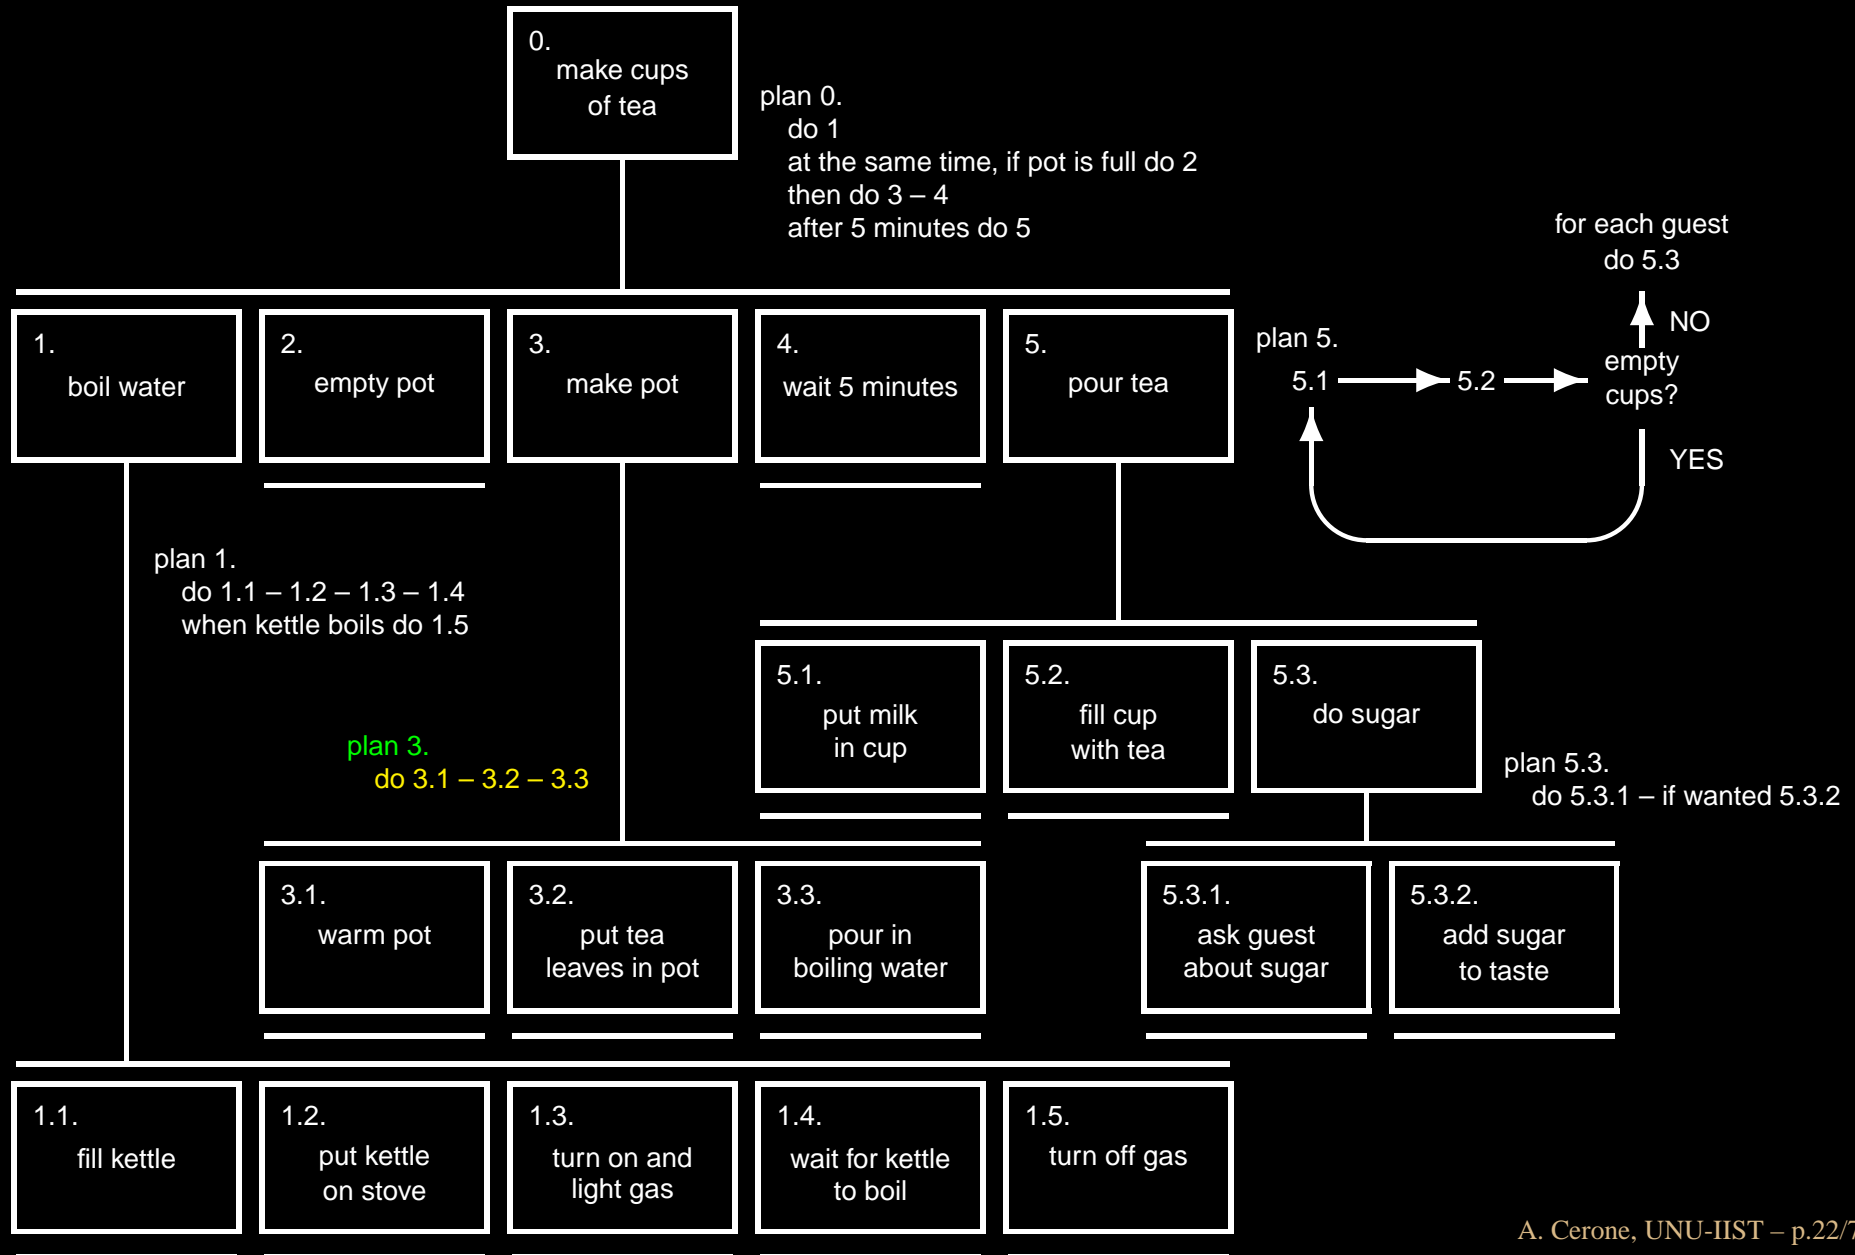 0.
make cups
of tea
plan 0.
do 1
at the same time, if pot is full do 2
then do 3 – 4
after 5 minutes do 5
1.
boil water
2.
empty pot
3.
make pot
4.
wait 5 minutes
5.
pour tea
plan 5.
5.1
5.2
empty
cups?
NO
for each guest
do 5.3
YES
plan 1.
do 1.1 – 1.2 – 1.3 – 1.4
when kettle boils do 1.5
plan 3.
do 3.1 – 3.2 – 3.3
5.1.
put milk
in cup
5.2.
fill cup
with tea
5.3.
do sugar
plan 5.3.
do 5.3.1 – if wanted 5.3.2
3.1.
warm pot
3.2.
put tea
leaves in pot
3.3.
pour in
boiling water
5.3.1.
ask guest
about sugar
5.3.2.
add sugar
to taste
1.1.
fill kettle
1.2.
put kettle
on stove
1.3.
turn on and
light gas
1.4.
wait for kettle
to boil
1.5.
turn off gas
A. Cerone, UNU-IIST – p.22/7